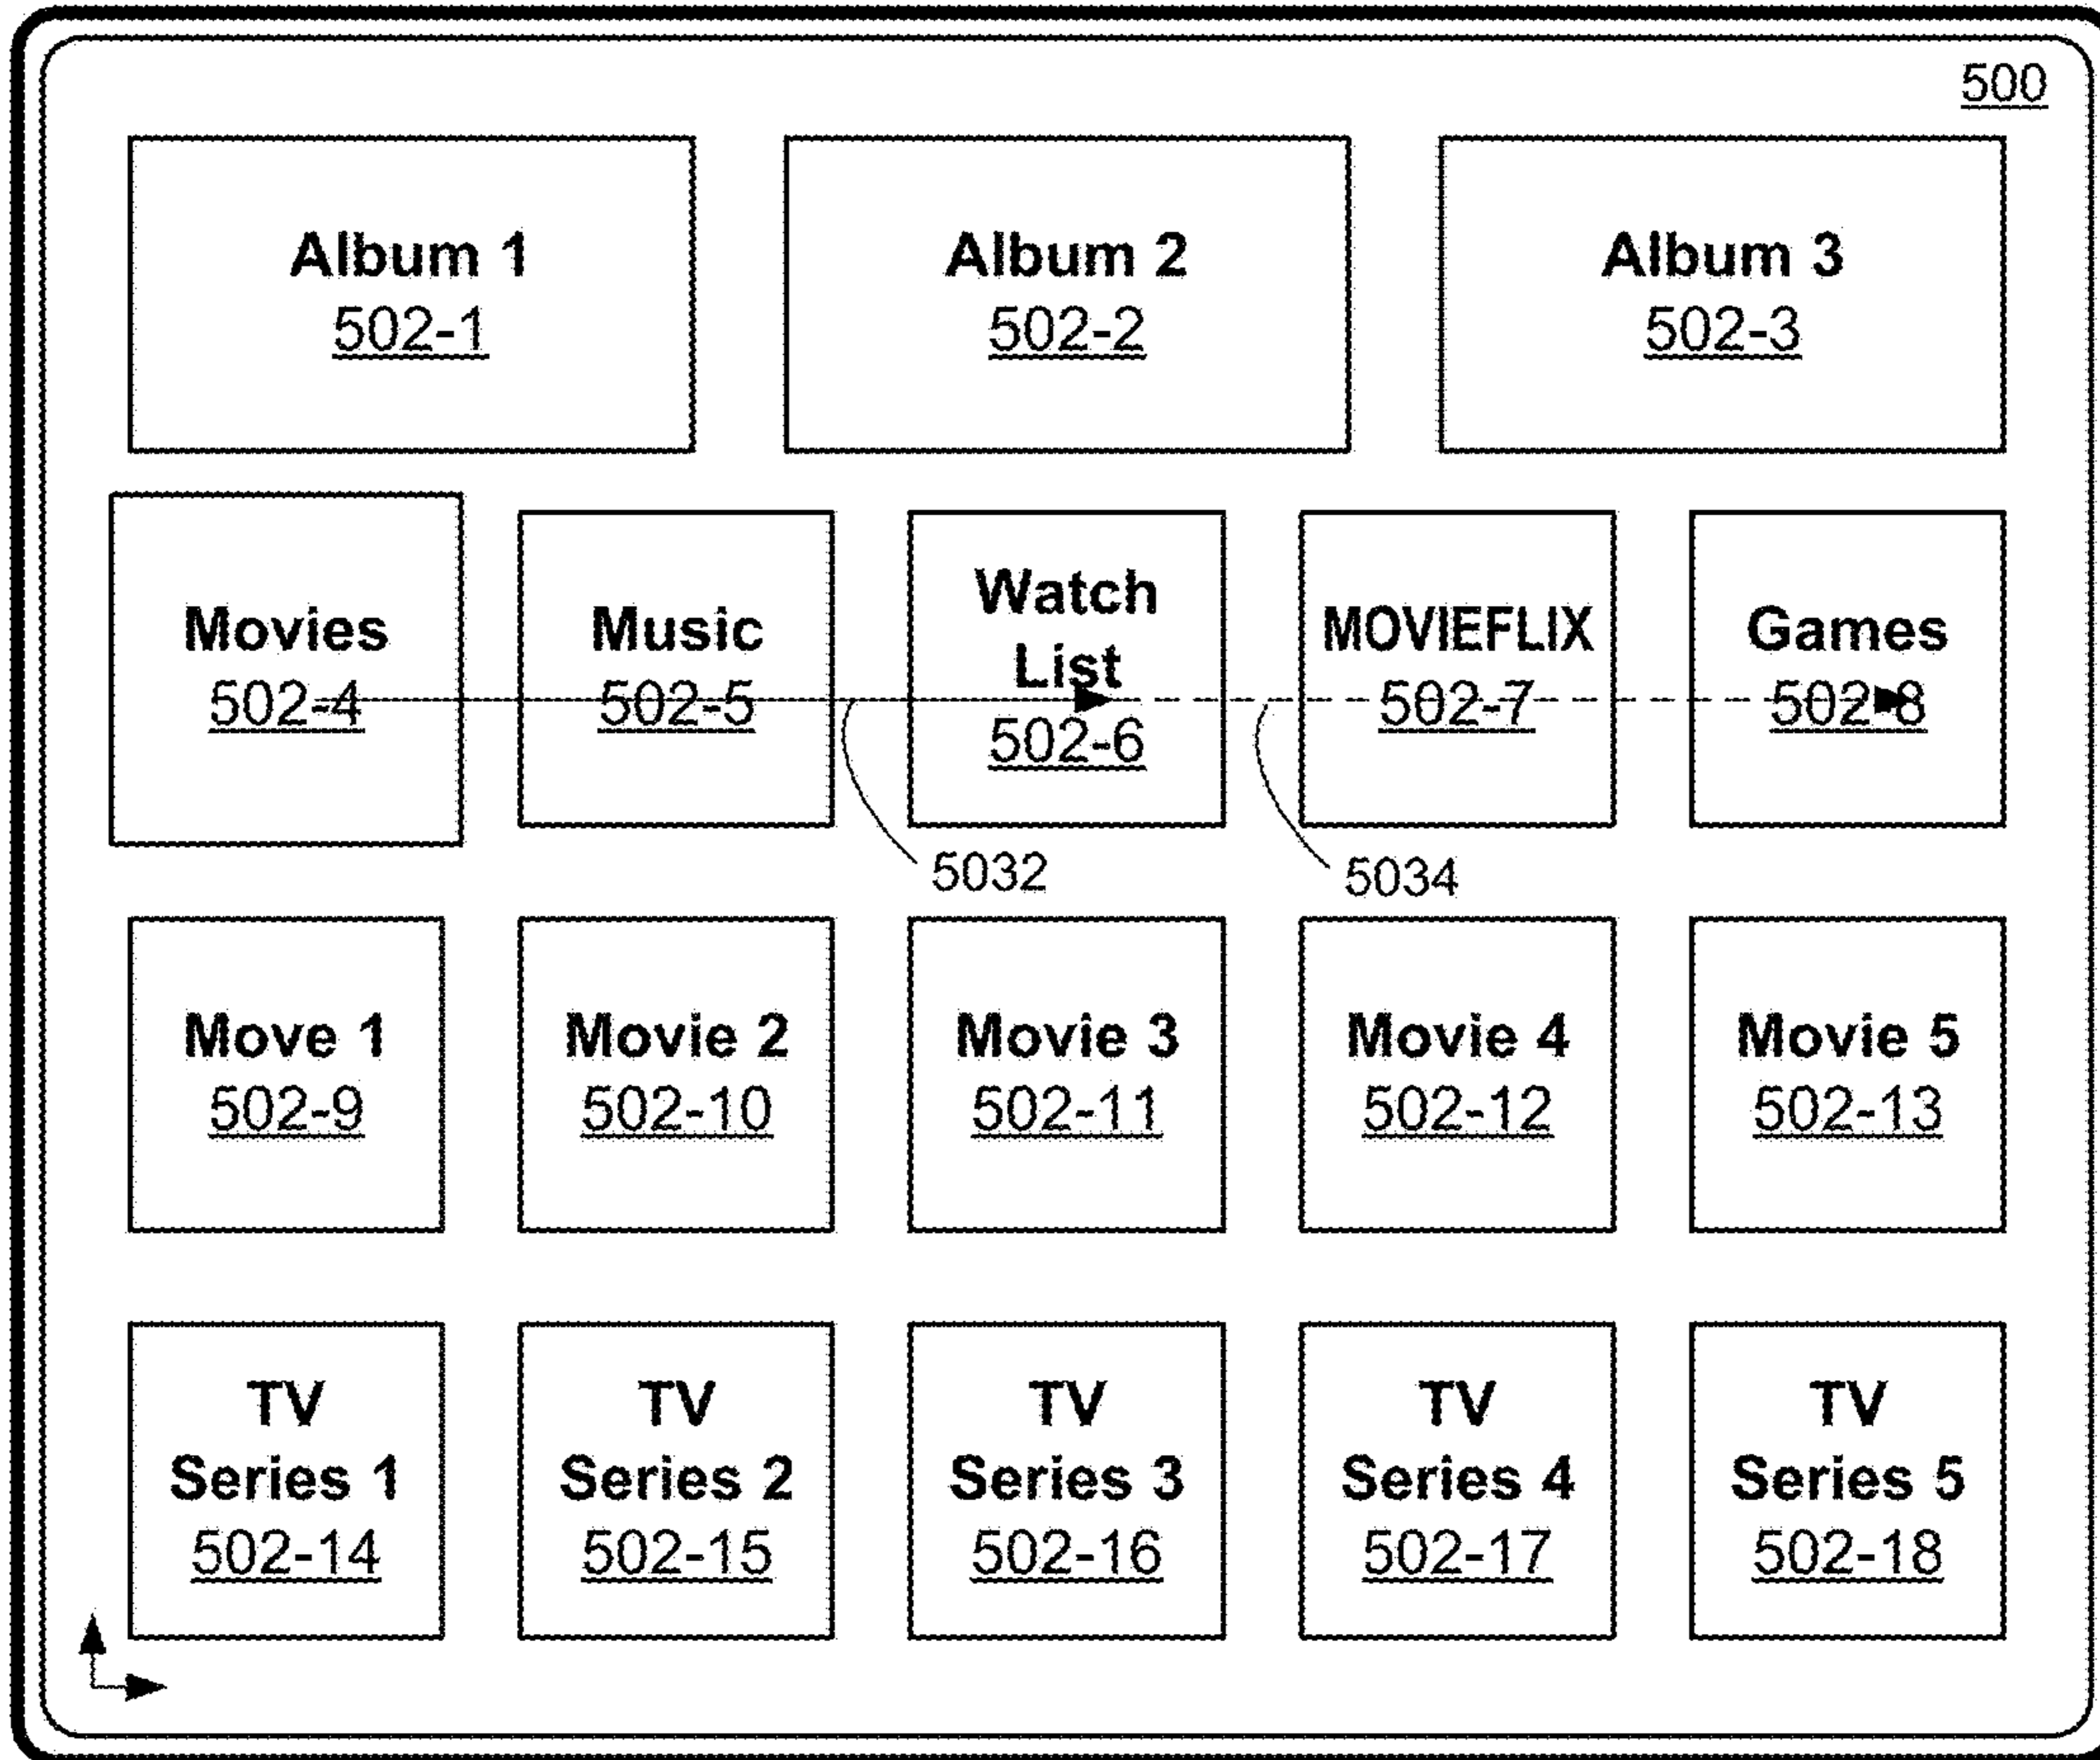 500
Album 1
502-1
Album 2
502-2
Album 3
502-3
Movies
502-4
Music
502-5
Watch
List
502-6
MOVIEFLIX
502-7
Games
502-8
5032
5034
Move 1
502-9
Movie 2
502-10
Movie 3
502-11
Movie 4
502-12
Movie 5
502-13
TV
Series 1
502-14
TV
Series 2
502-15
TV
Series 3
502-16
TV
Series 4
502-17
TV
Series 5
502-18